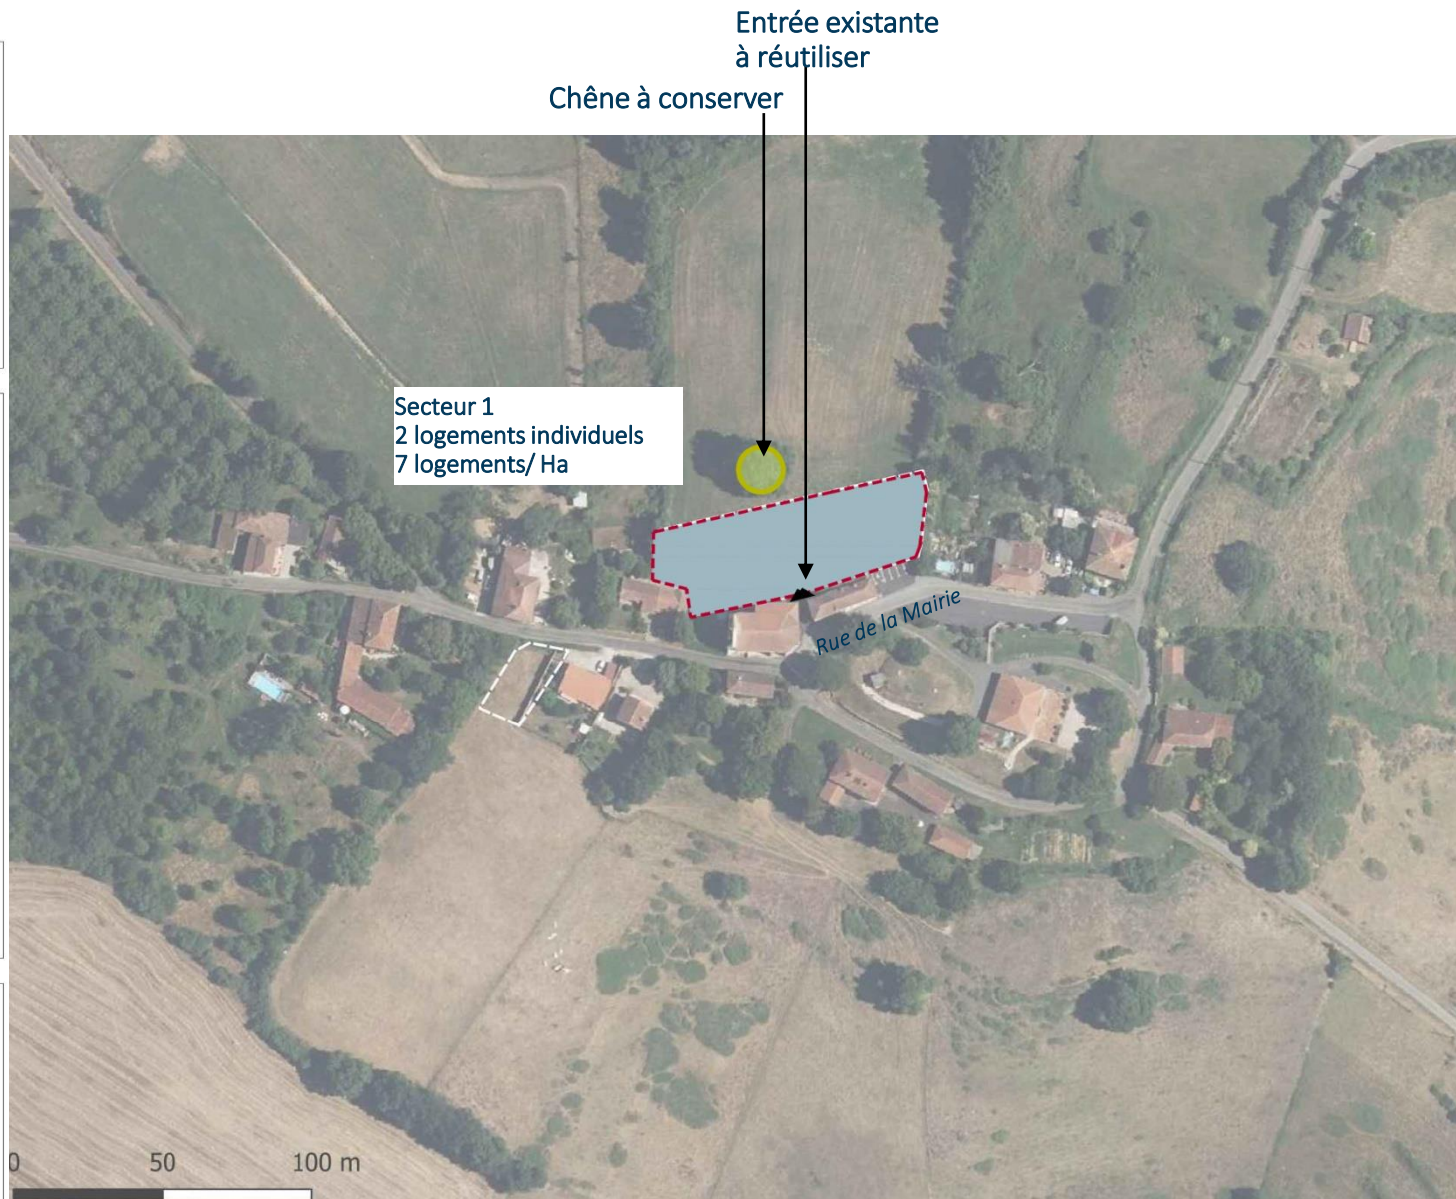 Entrée existante
à réutiliser
Chêne à conserver
Secteur 1
2 logements individuels
7 logements/ Ha
Rue de la Mairie
0 50 100 m